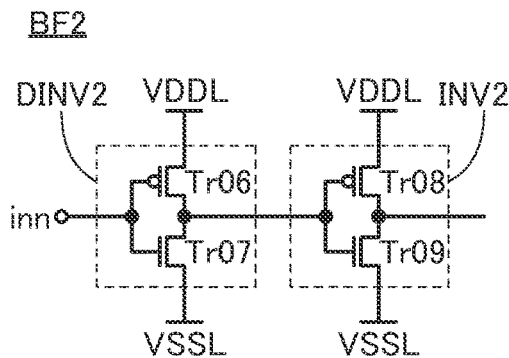 BF2
DINV2 VDDL VDDL INV2
Tr06 Tr08
inn
Tr07 Tr09
VSSL VSSL